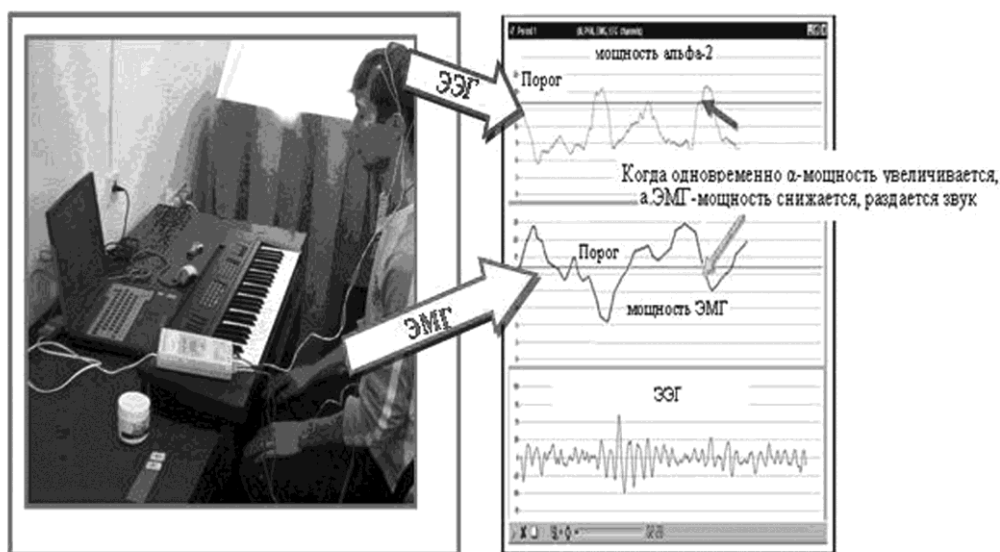 ЭЭГ
ЭМГ
мощность альфа-2
Порог
Когда одновременно α-мощность увеличивается,
а ЭМГ-мощность снижается, раздается звук
Порог
мощность ЭМГ
ЭЭГ